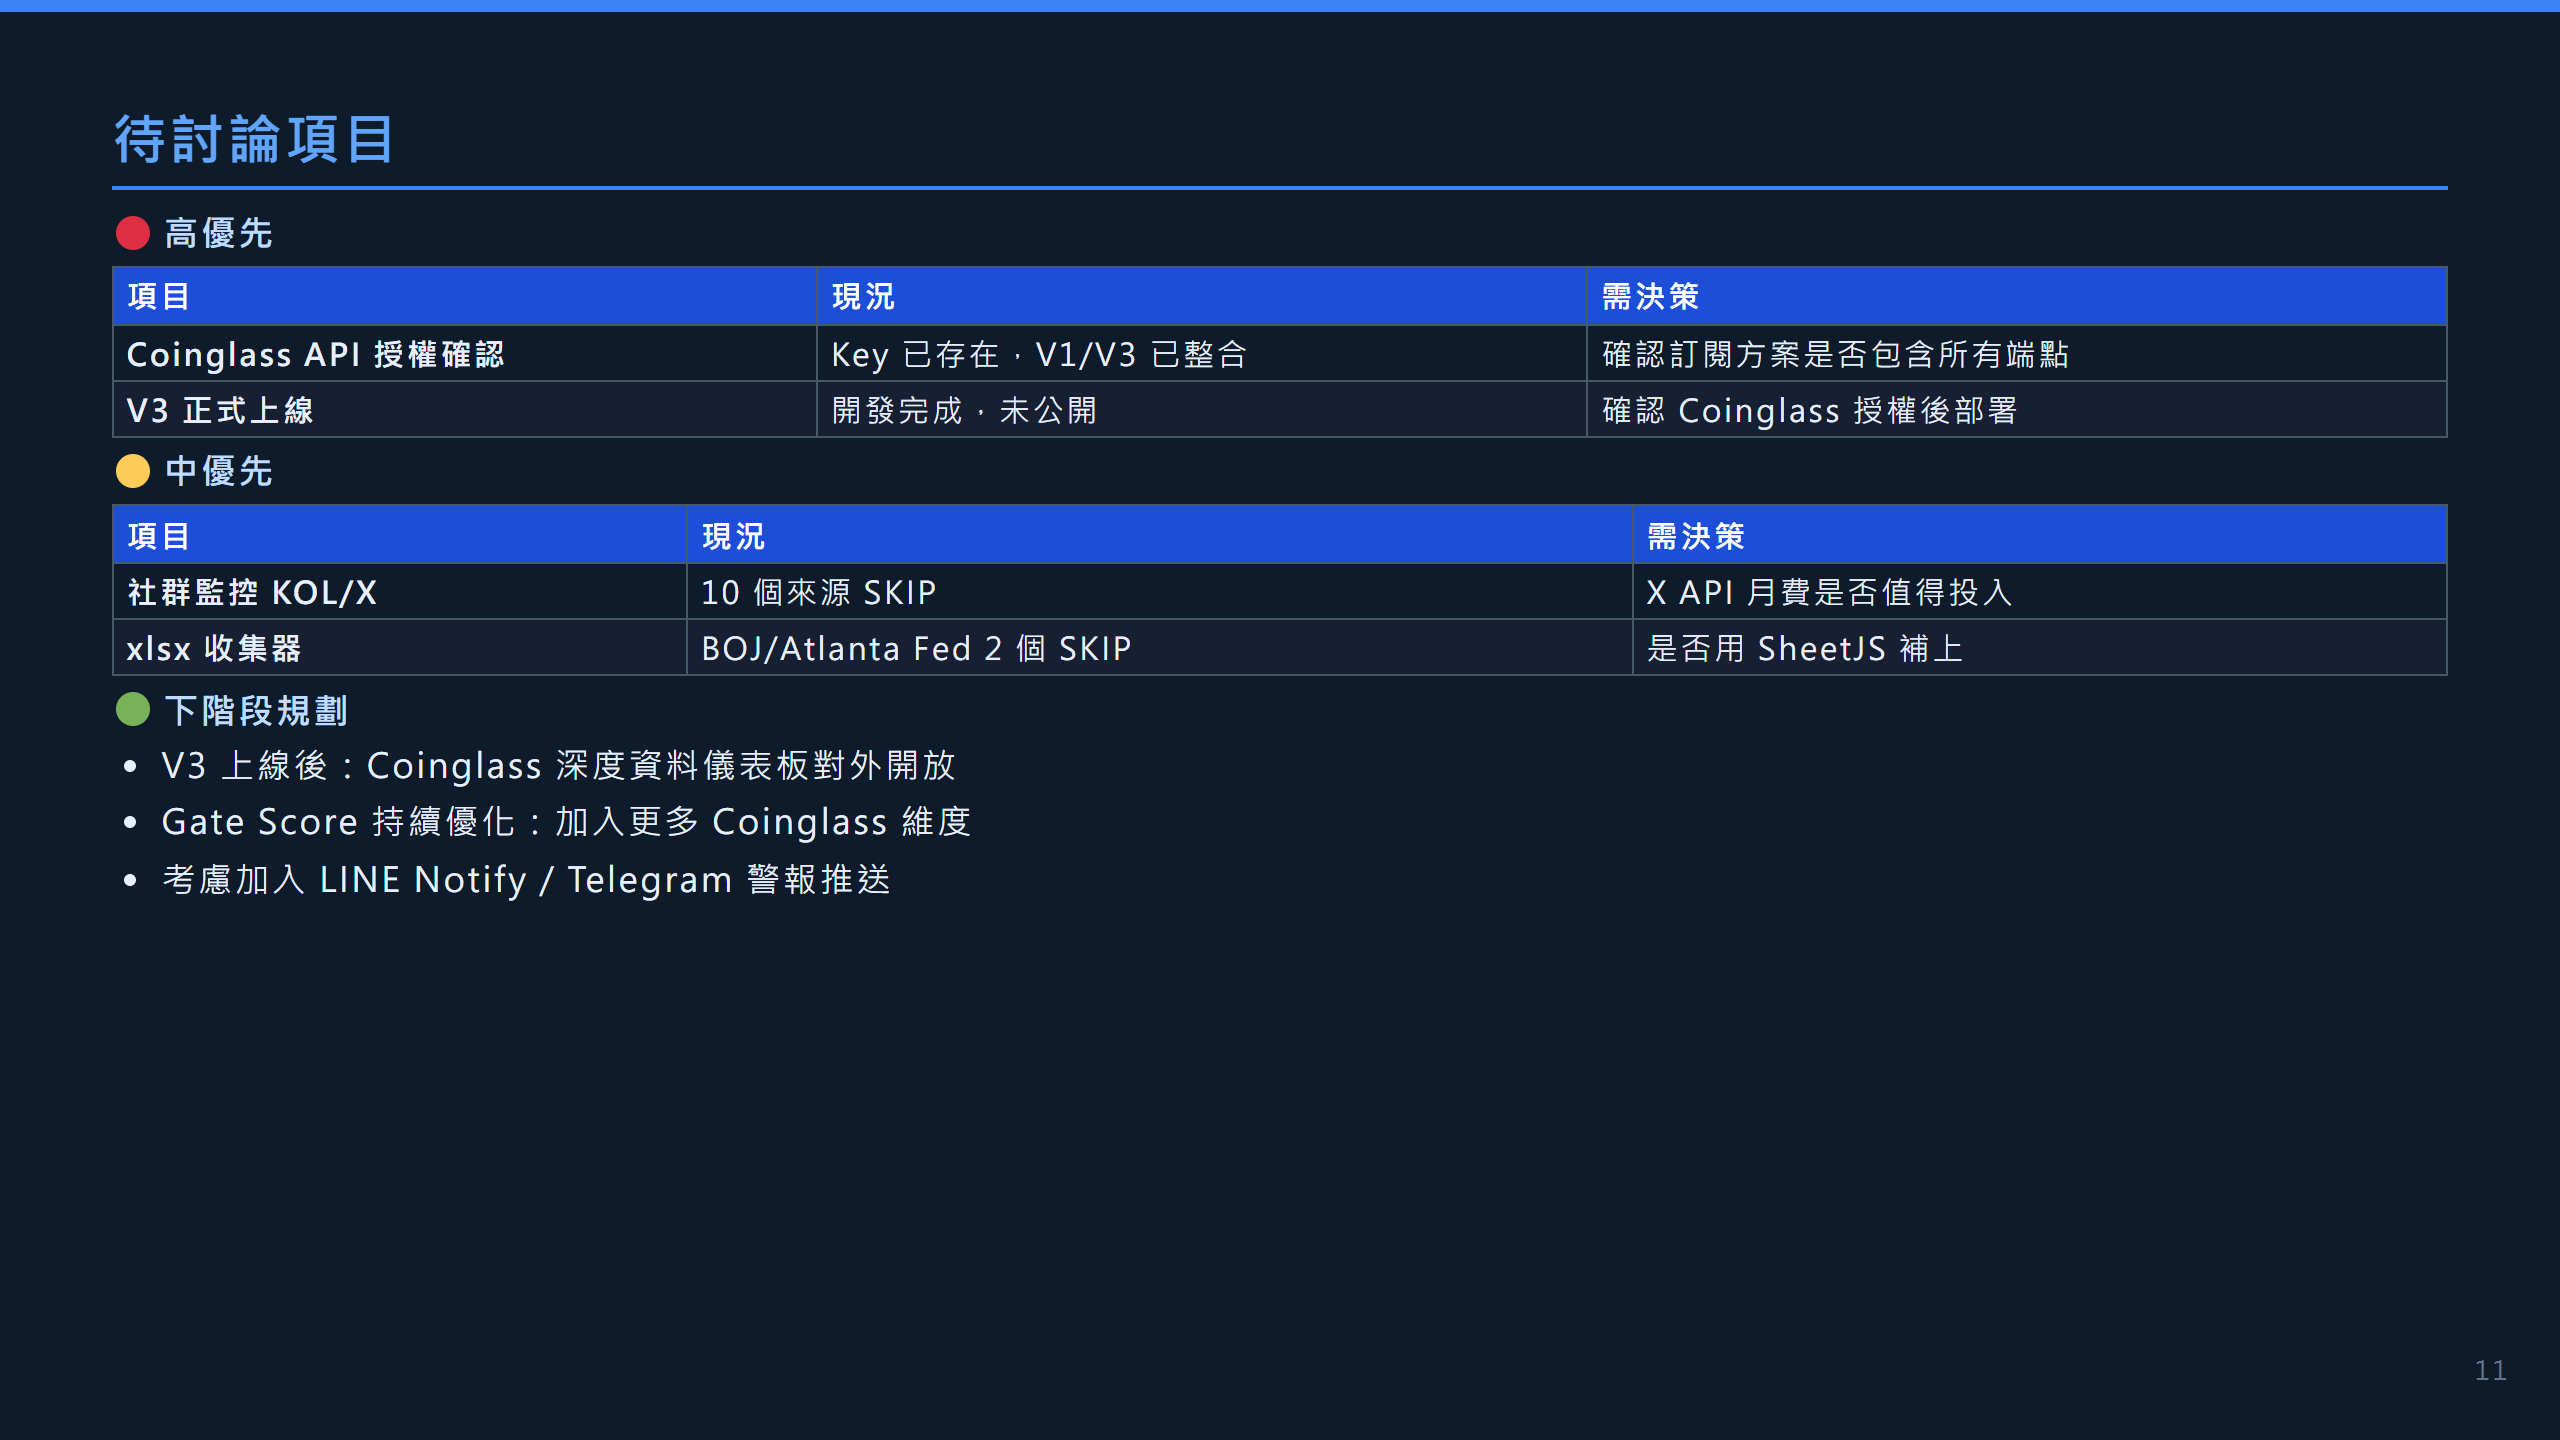 待討論項目
高優先
項目 現況 需決策
Coinglass API 授權確認 Key 已存在，V1/V3 已整合 確認訂閱方案是否包含所有端點
V3 正式上線 開發完成，未公開 確認 Coinglass 授權後部署
中優先
項目 現況 需決策
社群監控 KOL/X 10 個來源 SKIP X API 月費是否值得投入
xlsx 收集器 BOJ/Atlanta Fed 2 個 SKIP 是否用 SheetJS 補上
下階段規劃
• V3 上線後：Coinglass 深度資料儀表板對外開放
• Gate Score 持續優化：加入更多 Coinglass 維度
• 考慮加入 LINE Notify / Telegram 警報推送
11